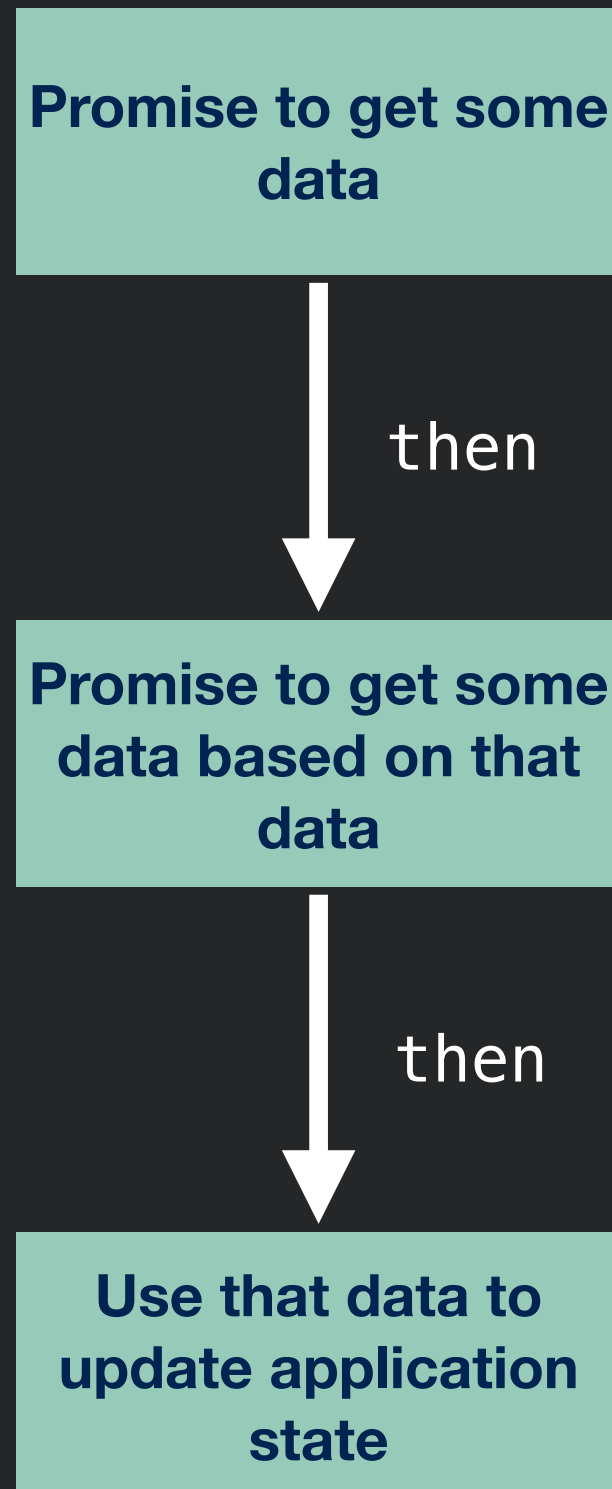 Promise to get some
data
then
Promise to get some
data based on that
data
then
Use that data to
update application
state